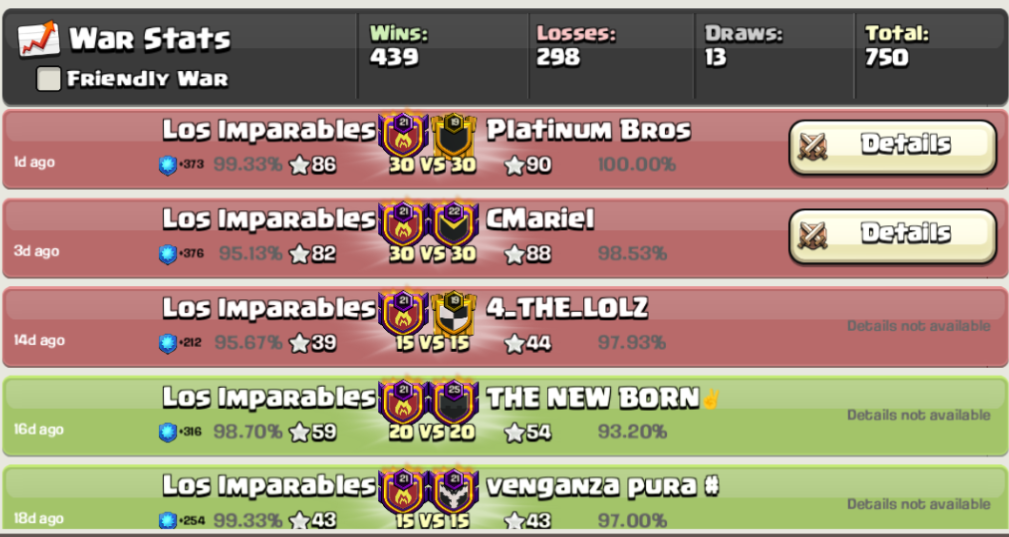 War Stats
Friendly War
Wins:
439
Losses:
298
Draws:
13
Total:
750
Los Imparables 21 19 Platinum Bros
1d ago +373 99.33% 86 30 VS 30 90 100.00% Details
Los Imparables 21 22 CMariel
3d ago +376 95.13% 82 30 VS 30 88 98.53% Details
Los Imparables 21 19 4_THE_LOLZ
14d ago +212 95.67% 39 15 VS 15 44 97.93% Details not available
Los Imparables 21 25 THE NEW BORN✌
16d ago +316 98.70% 59 20 VS 20 54 93.20% Details not available
Los Imparables 21 21 venganza pura #
18d ago +254 99.33% 43 15 VS 15 43 97.00% Details not available